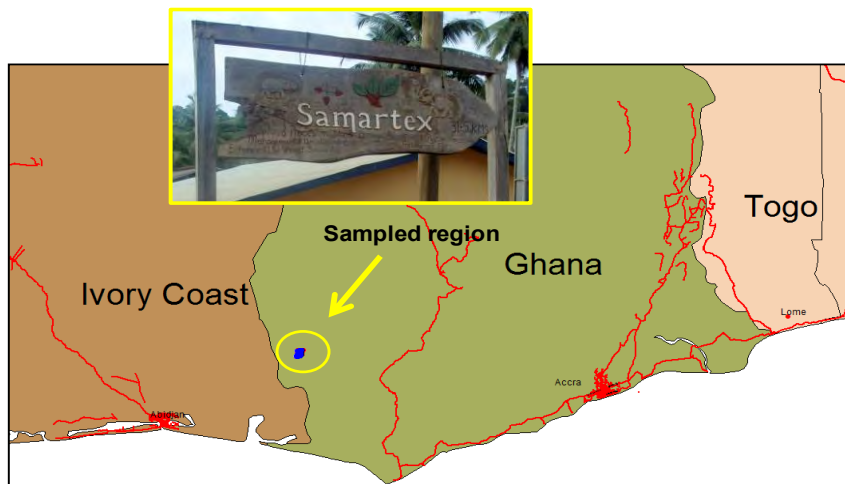 Samartex
Sampled region
Togo
Ghana
Ivory Coast
Lome
Accra
Abidjan